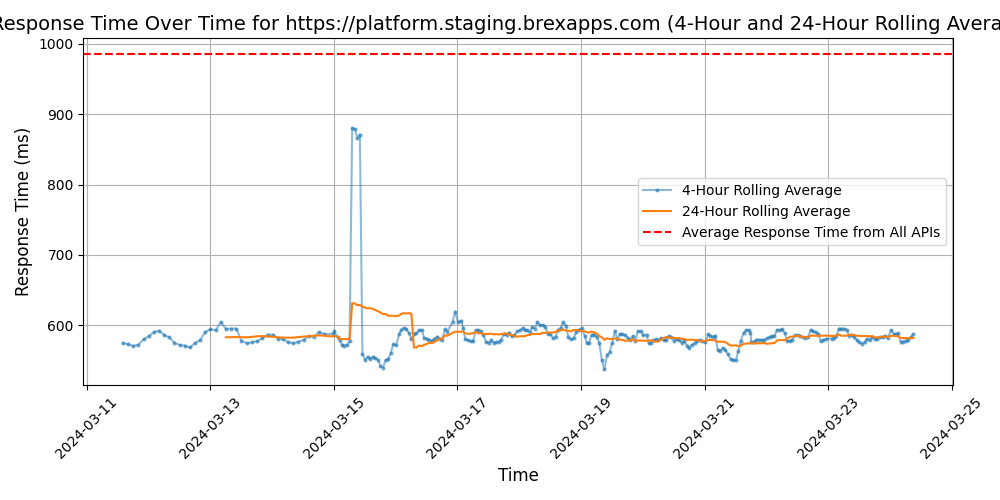 Response Time Over Time for https://platform.staging.brexapps.com (4-Hour and 24-Hour Rolling Avera
Response Time (ms)
1000
900
800
700
600
4-Hour Rolling Average
24-Hour Rolling Average
Average Response Time from All APIs
2024-03-11
2024-03-13
2024-03-15
2024-03-17
2024-03-19
2024-03-21
2024-03-23
2024-03-25
Time